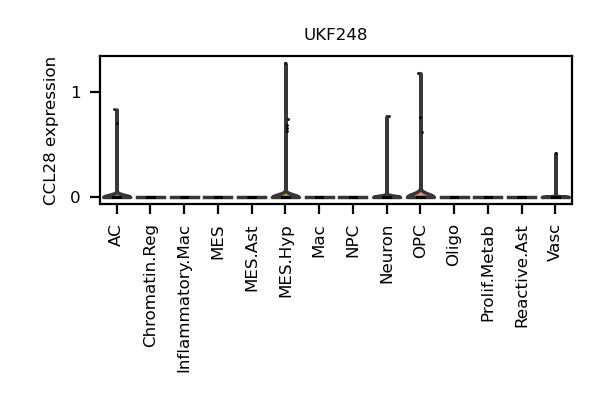 UKF248
CCL28 expression
1
0
AC
Chromatin.Reg
Inflammatory.Mac
MES
MES.Ast
MES.Hyp
Mac
NPC
Neuron
OPC
Oligo
Prolif.Metab
Reactive.Ast
Vasc